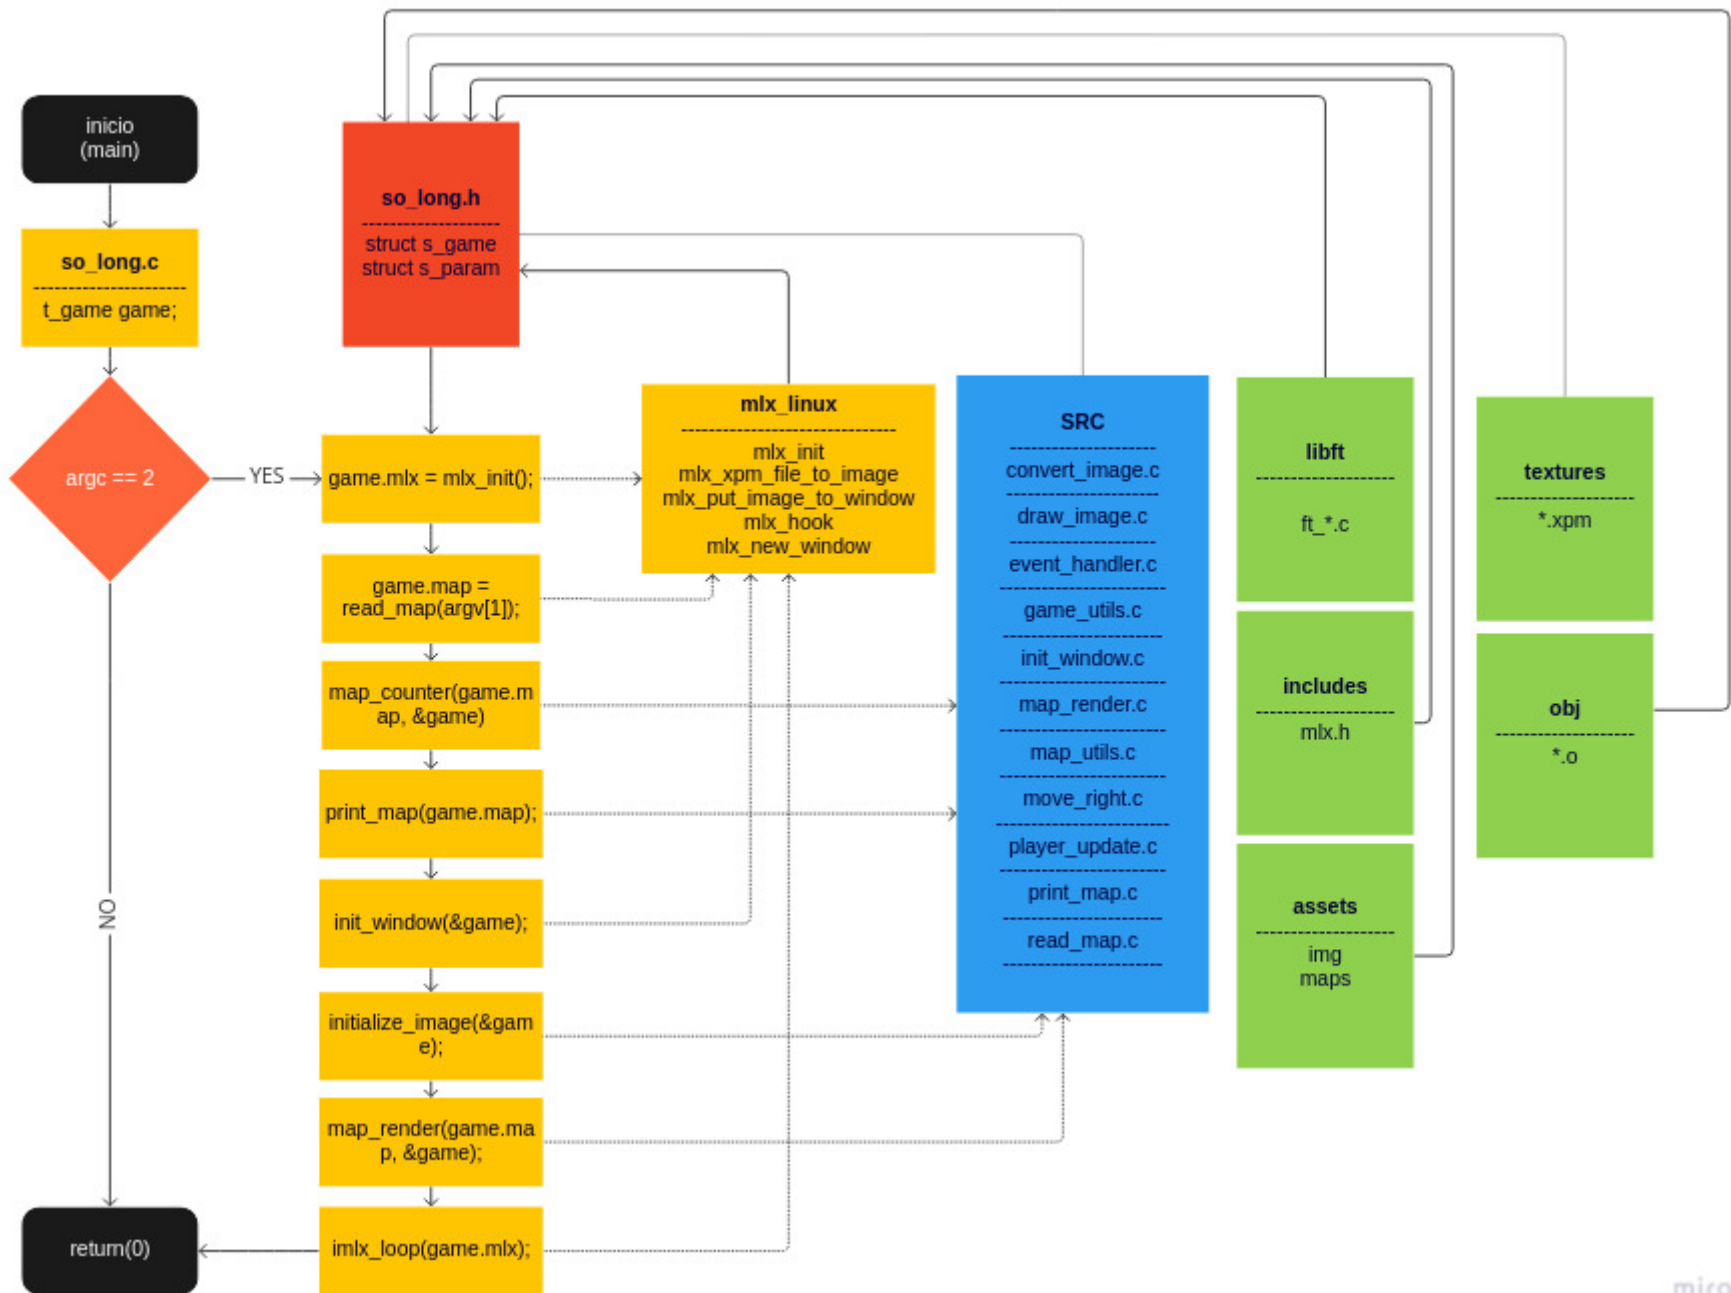 inicio
(main)
so_long.c
t_game game;
argc == 2
YES
NO
return(0)
so_long.h
struct s_game
struct s_param
game.mlx = mlx_init();
game.map =
read_map(argv[1]);
map_counter(game.m
ap, &game)
print_map(game.map);
init_window(&game);
initialize_image(&gam
e);
map_render(game.ma
p, &game);
imlx_loop(game.mlx);
mlx_linux
mlx_init
mlx_xpm_file_to_image
mlx_put_image_to_window
mlx_hook
mlx_new_window
SRC
convert_image.c
draw_image.c
event_handler.c
game_utils.c
init_window.c
map_render.c
map_utils.c
move_right.c
player_update.c
print_map.c
read_map.c
libft
ft_*.c
includes
mlx.h
assets
img
maps
textures
*.xpm
obj
*.o
miro